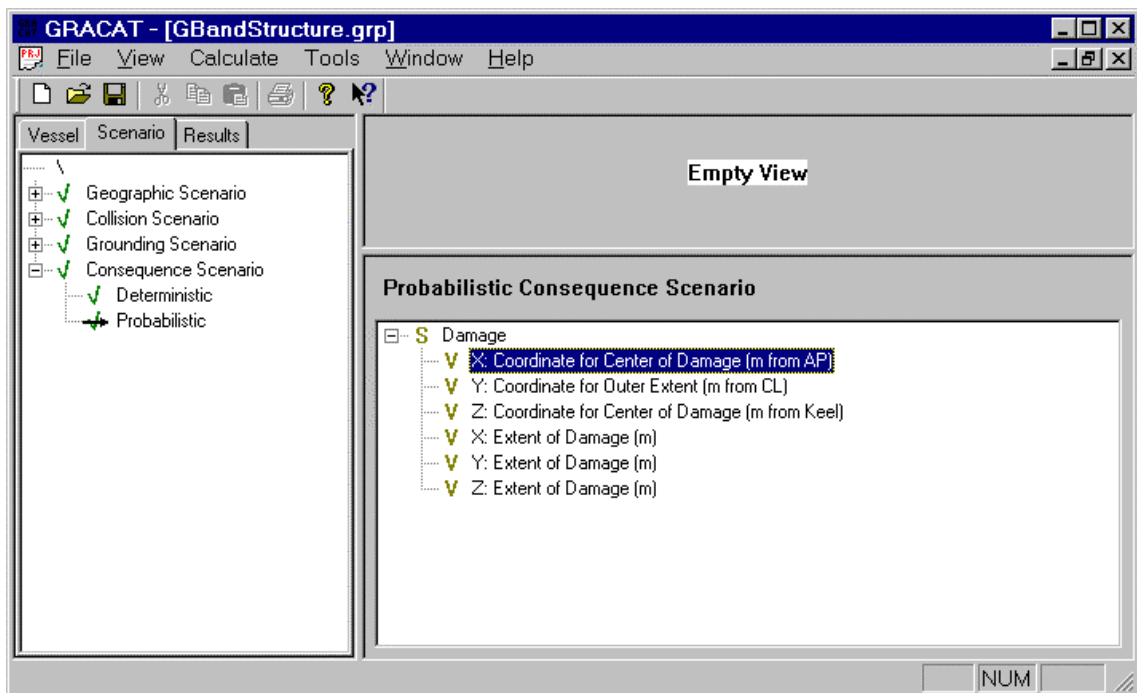 GRACAT - [GBandStructure.grp]
File View Calculate Tools Window Help
Vessel Scenario Results
\
Geographic Scenario
Collision Scenario
Grounding Scenario
Consequence Scenario
Deterministic
Probabilistic
Empty View
Probabilistic Consequence Scenario
S Damage
V X: Coordinate for Center of Damage (m from AP)
V Y: Coordinate for Outer Extent (m from CL)
V Z: Coordinate for Center of Damage (m from Keel)
V X: Extent of Damage (m)
V Y: Extent of Damage (m)
V Z: Extent of Damage (m)
NUM